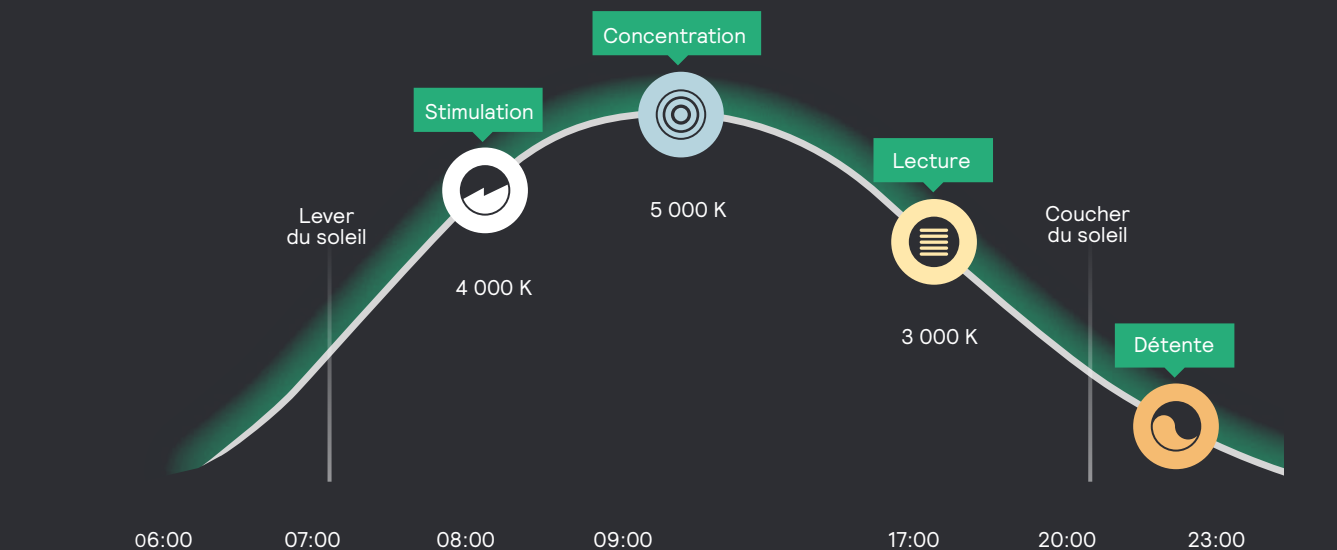 Concentration
Stimulation
Lecture
5 000 K
Lever
du soleil
Coucher
du soleil
4 000 K
3 000 K
Détente
06:00 07:00 08:00 09:00 17:00 20:00 23:00